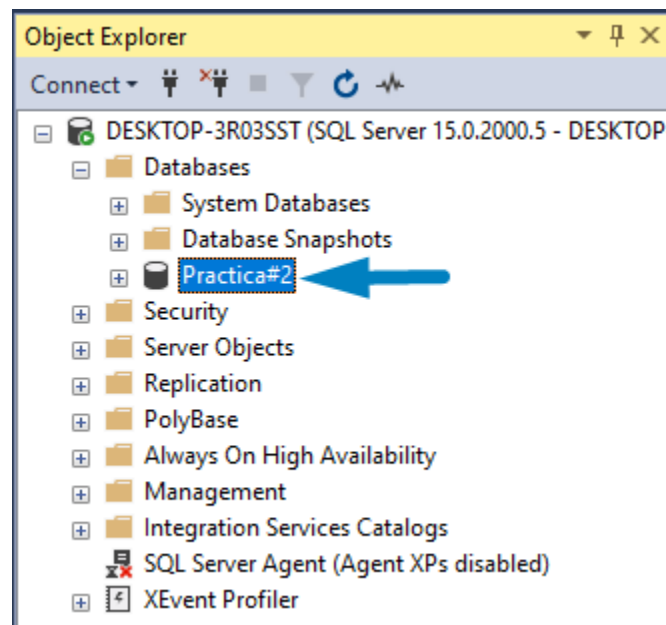 Object Explorer
Connect
DESKTOP-3R03SST (SQL Server 15.0.2000.5 - DESKTOP
Databases
System Databases
Database Snapshots
Practica#2
Security
Server Objects
Replication
PolyBase
Always On High Availability
Management
Integration Services Catalogs
SQL Server Agent (Agent XPs disabled)
XEvent Profiler